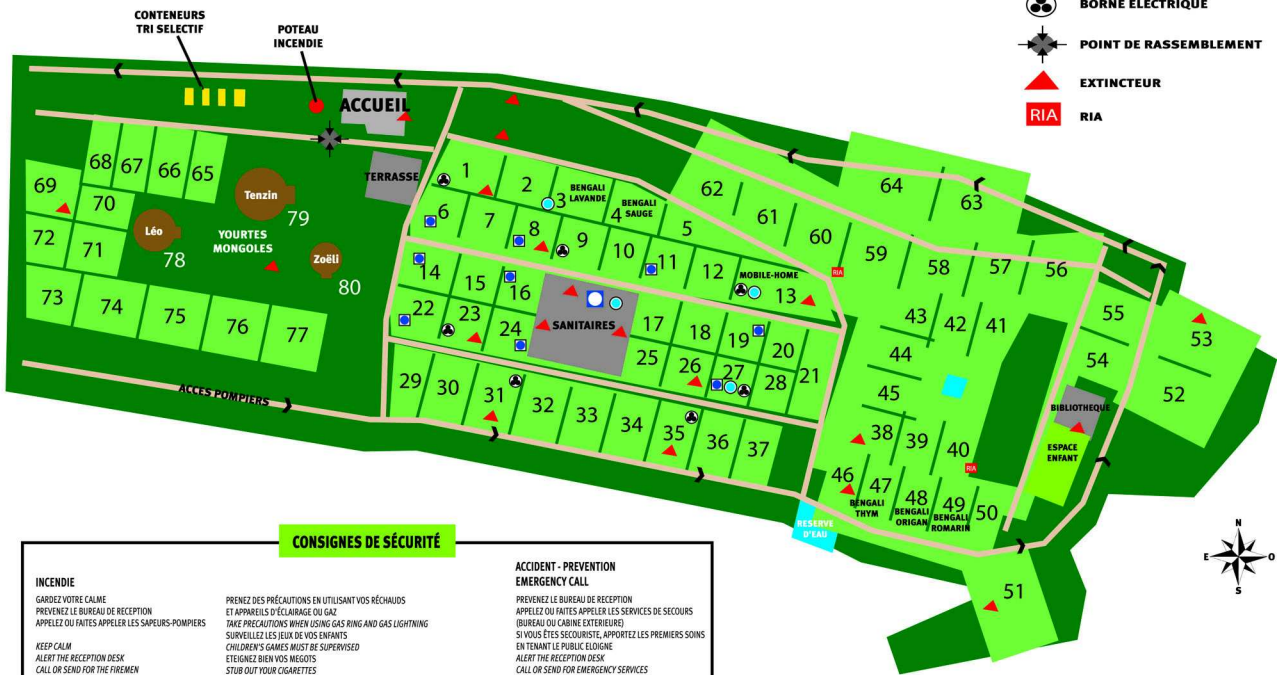 CONTENEURS
TRI SELECTIF
POTEAU
INCENDIE
BORNE ELECTRIQUE
POINT DE RASSEMBLEMENT
EXTINCTEUR
RIA RIA
ACCUEIL
TERRASSE
68 67 66 65
69 70
72 71
73 74 75 76 77
Tenzin
79
Léo
78
YOURTES
MONGOLES
Zoëli
80
1 2 3 BENGALI
LAVANDE
4 BENGALI
SAUGE
5
6 7 8 9 10 11 12 MOBILE-HOME
13
14 15 16
SANITAIRES
17 18 19 20 21
22 23 24
25 26 27 28
29 30 31 32 33 34 35 36 37
62 61 60 59 58 57 56
64 63
RIA
43 42 41
44
45
38 39 40
RIA
46 47 48 49 50
BENGALI
THYM
BENGALI
ORIGAN
BENGALI
ROMARIN
55
54
53
52
BIBLIOTHEQUE
ESPACE
ENFANT
51
RESERVE
D'EAU
ACCES POMPIERS
N
E O
S
CONSIGNES DE SÉCURITÉ
INCENDIE
GARDEZ VOTRE CALME
PREVENEZ LE BUREAU DE RECEPTION
APPELEZ OU FAITES APPELER LES SAPEURS-POMPIERS
KEEP CALM
ALERT THE RECEPTION DESK
CALL OR SEND FOR THE FIREMEN
PRENEZ DES PRÉCAUTIONS EN UTILISANT VOS RÉCHAUDS
ET APPAREILS D'ÉCLAIRAGE OU GAZ
TAKE PRECAUTIONS WHEN USING GAS RING AND GAS LIGHTNING
SURVEILLEZ LES JEUX DE VOS ENFANTS
CHILDREN'S GAMES MUST BE SUPERVISED
ETEIGNEZ BIEN VOS MEGOTS
STUB OUT YOUR CIGARETTES
ACCIDENT - PREVENTION
EMERGENCY CALL
PREVENEZ LE BUREAU DE RECEPTION
APPELEZ OU FAITES APPELER LES SERVICES DE SECOURS
(BUREAU OU CABINE EXTERIEURE)
SI VOUS ÊTES SECOURISTE, APPORTEZ LES PREMIERS SOINS
EN TENANT LE PUBLIC ELOIGNE
ALERT THE RECEPTION DESK
CALL OR SEND FOR EMERGENCY SERVICES